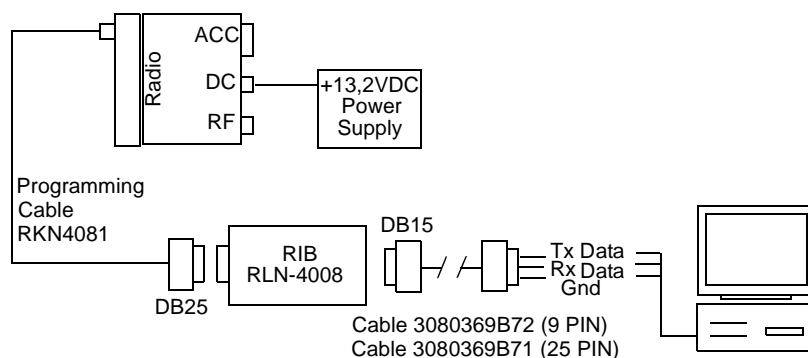 ACC
Radio
DC
RF
+13,2VDC
Power
Supply
Programming
Cable
RKN4081
DB25
RIB
RLN-4008
DB15
Tx Data
Rx Data
Gnd
Cable 3080369B72 (9 PIN)
Cable 3080369B71 (25 PIN)